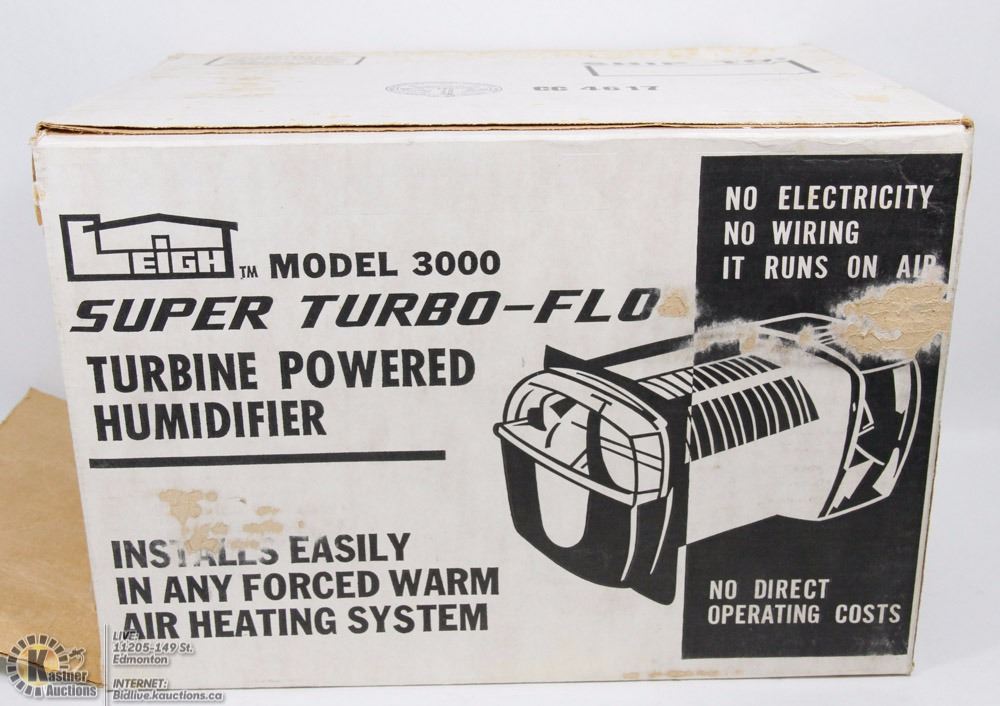 CC 4617
LEIGH TM MODEL 3000
SUPER TURBO-FLO
TURBINE POWERED
HUMIDIFIER
INSTALLS EASILY
IN ANY FORCED WARM
AIR HEATING SYSTEM
NO ELECTRICITY
NO WIRING
IT RUNS ON AIR
NO DIRECT
OPERATING COSTS
Kastner
Auctions
LIVE:
11205-149 St.
Edmonton
INTERNET:
Bidlive.kauctions.ca